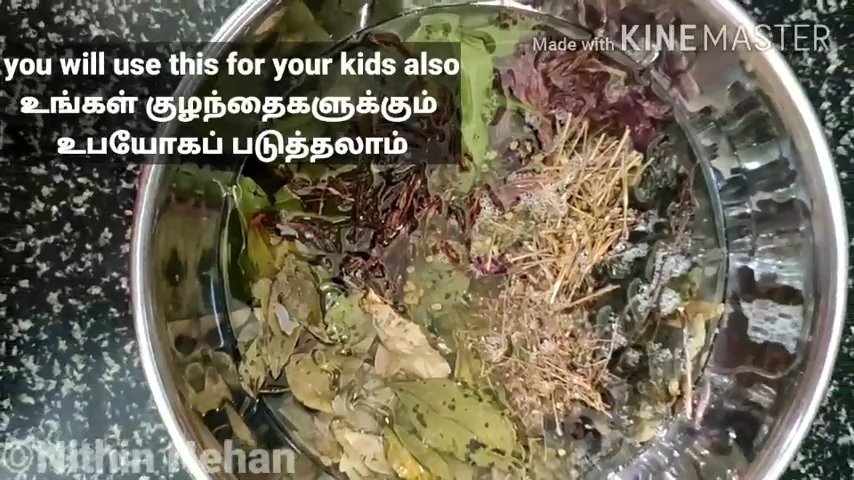 you will use this for your kids also
உங்கள் குழந்தைகளுக்கும்
உபயோகப் படுத்தலாம்
Made with KINEMASTER
©Nithin Rehan